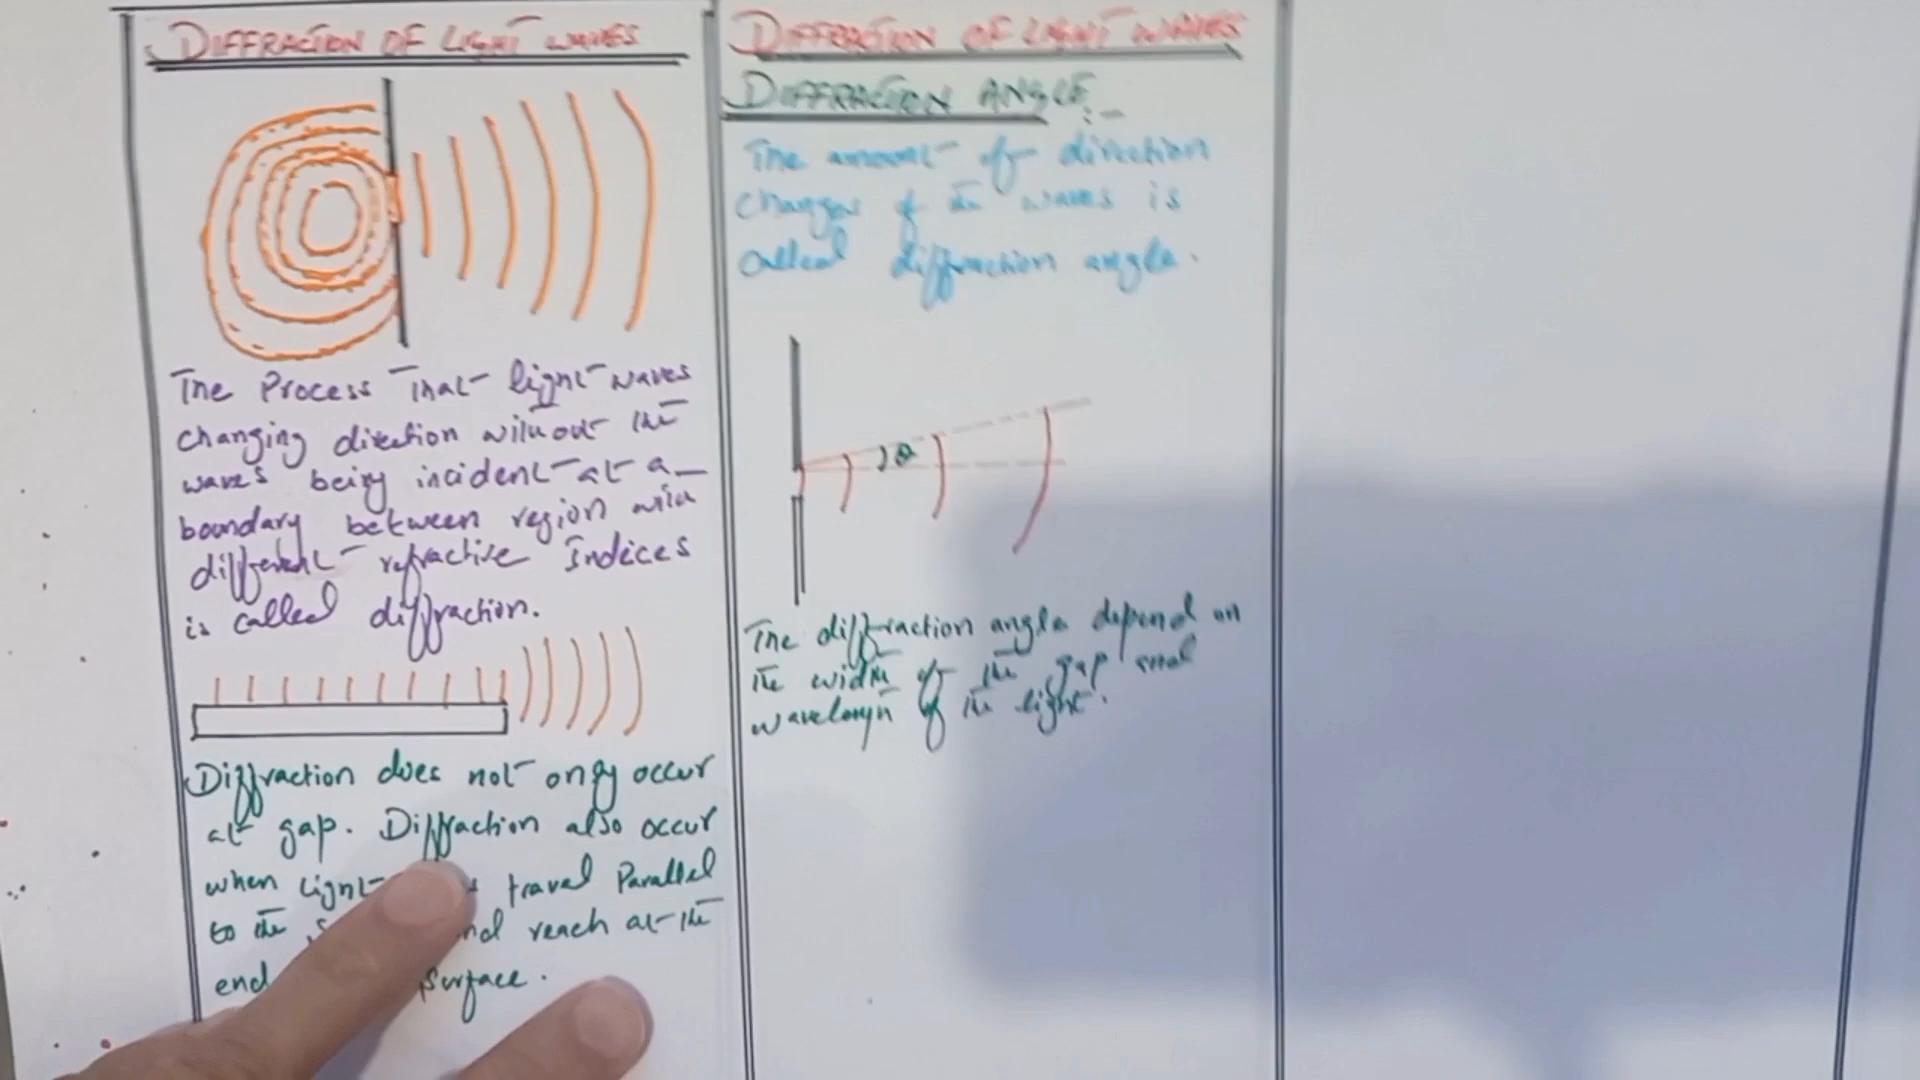 DIFFRACTION OF LIGHT WAVES
The Process That light waves
changing direction without the
waves being incident at a
boundary between region with
different refractive Indices
is called diffraction.
Diffraction does not only occur
at gap. Diffraction also occur
when light travel Parallel
to the reach at the
end surface.
DIFFRACTION OF LIGHT WAVES
DIFFRACTION ANGLE:-
The amount of direction
changes of the waves is
called diffraction angle.
θ
The diffraction angle depend on
the width of the gap and
wavelength of the light.